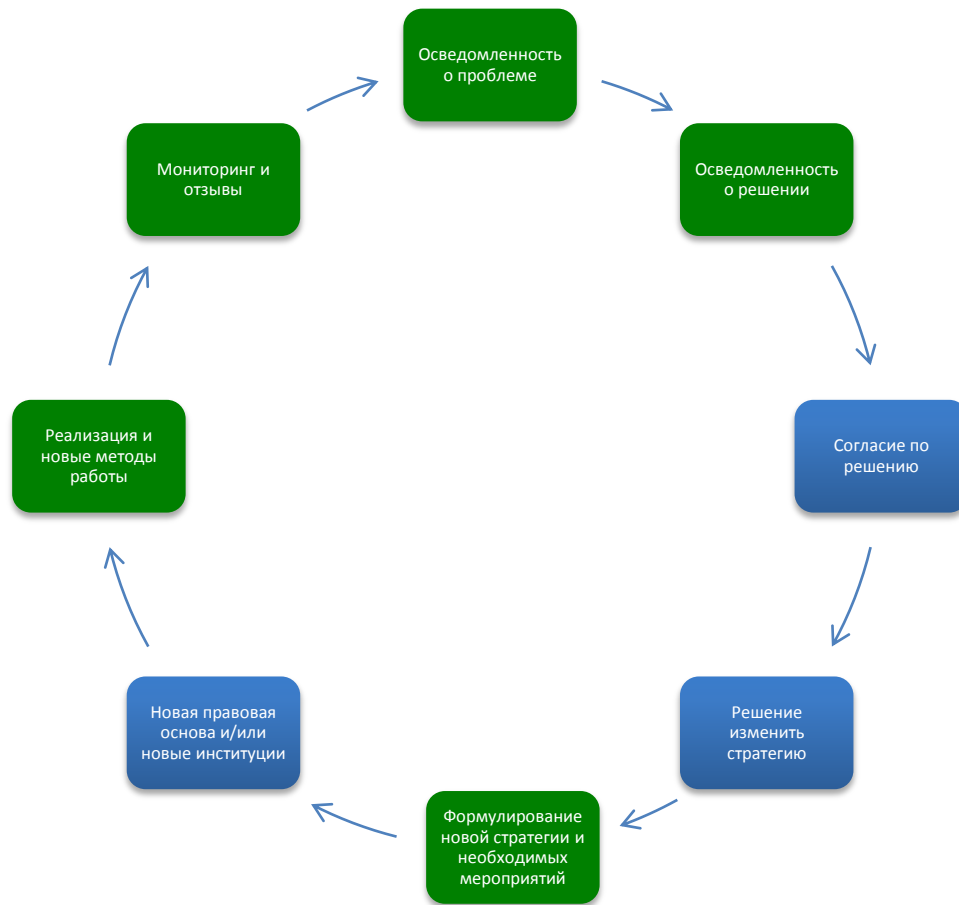 Осведомленность
о проблеме
Осведомленность
о решении
Согласие по
решению
Решение
изменить
стратегию
Формулирование
новой стратегии и
необходимых
мероприятий
Новая правовая
основа и/или
новые институции
Реализация и
новые методы
работы
Мониторинг и
отзывы